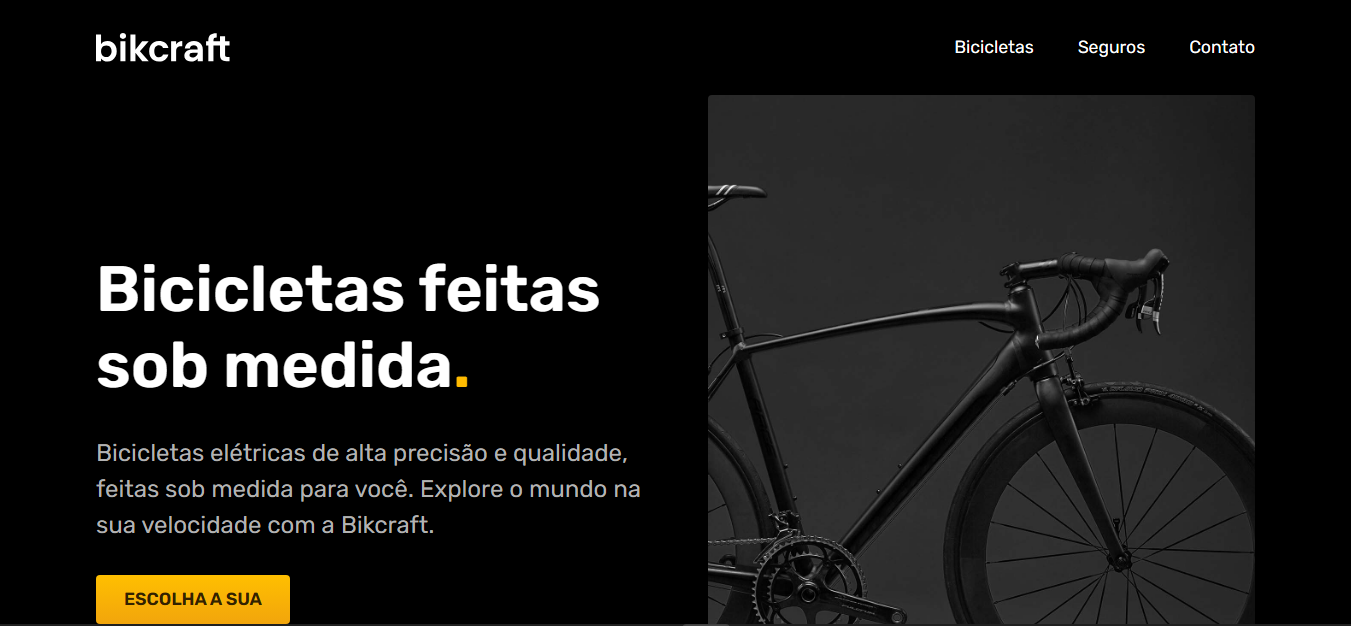 bikcraft
Bicicletas
Seguros
Contato
Bicicletas feitas
sob medida.
Bicicletas elétricas de alta precisão e qualidade,
feitas sob medida para você. Explore o mundo na
sua velocidade com a Bikcraft.
ESCOLHA A SUA